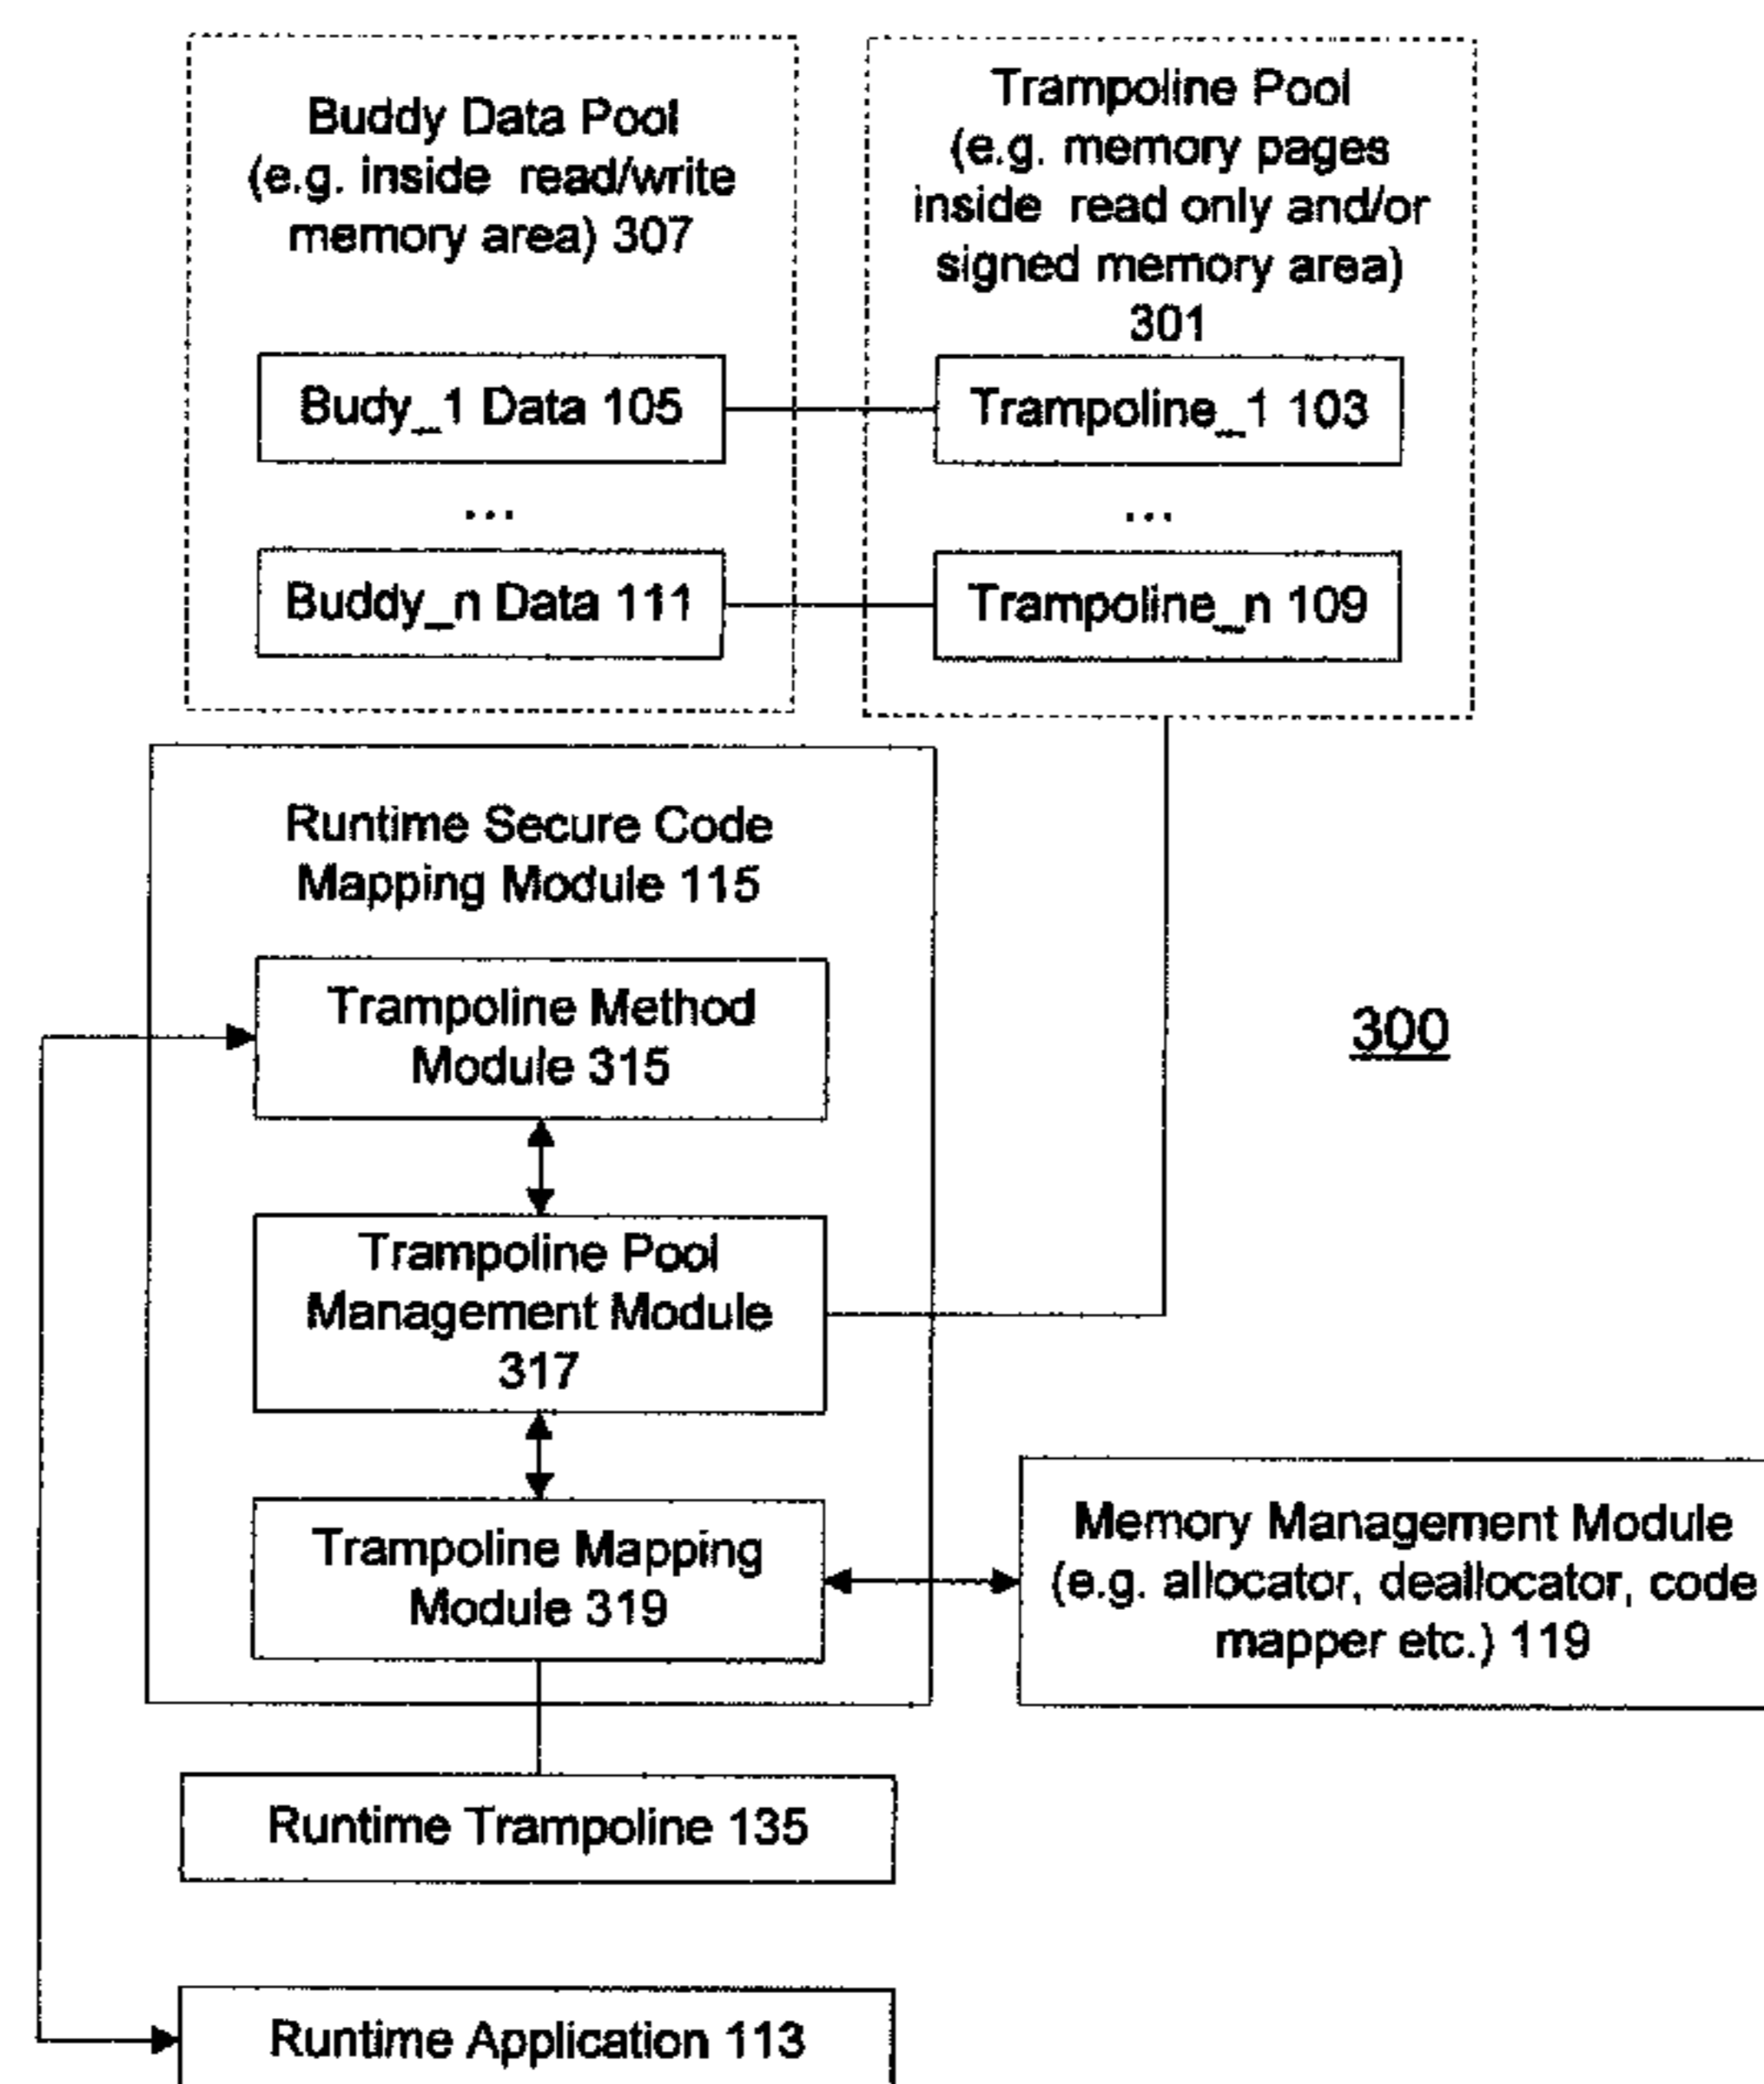 Buddy Data Pool
(e.g. inside read/write
memory area) 307
Trampoline Pool
(e.g. memory pages
inside read only and/or
signed memory area)
301
Budy_1 Data 105
Trampoline_1 103
...
...
Buddy_n Data 111
Trampoline_n 109
Runtime Secure Code
Mapping Module 115
Trampoline Method
Module 315
300
Trampoline Pool
Management Module
317
Trampoline Mapping
Module 319
Memory Management Module
(e.g. allocator, deallocator, code
mapper etc.) 119
Runtime Trampoline 135
Runtime Application 113